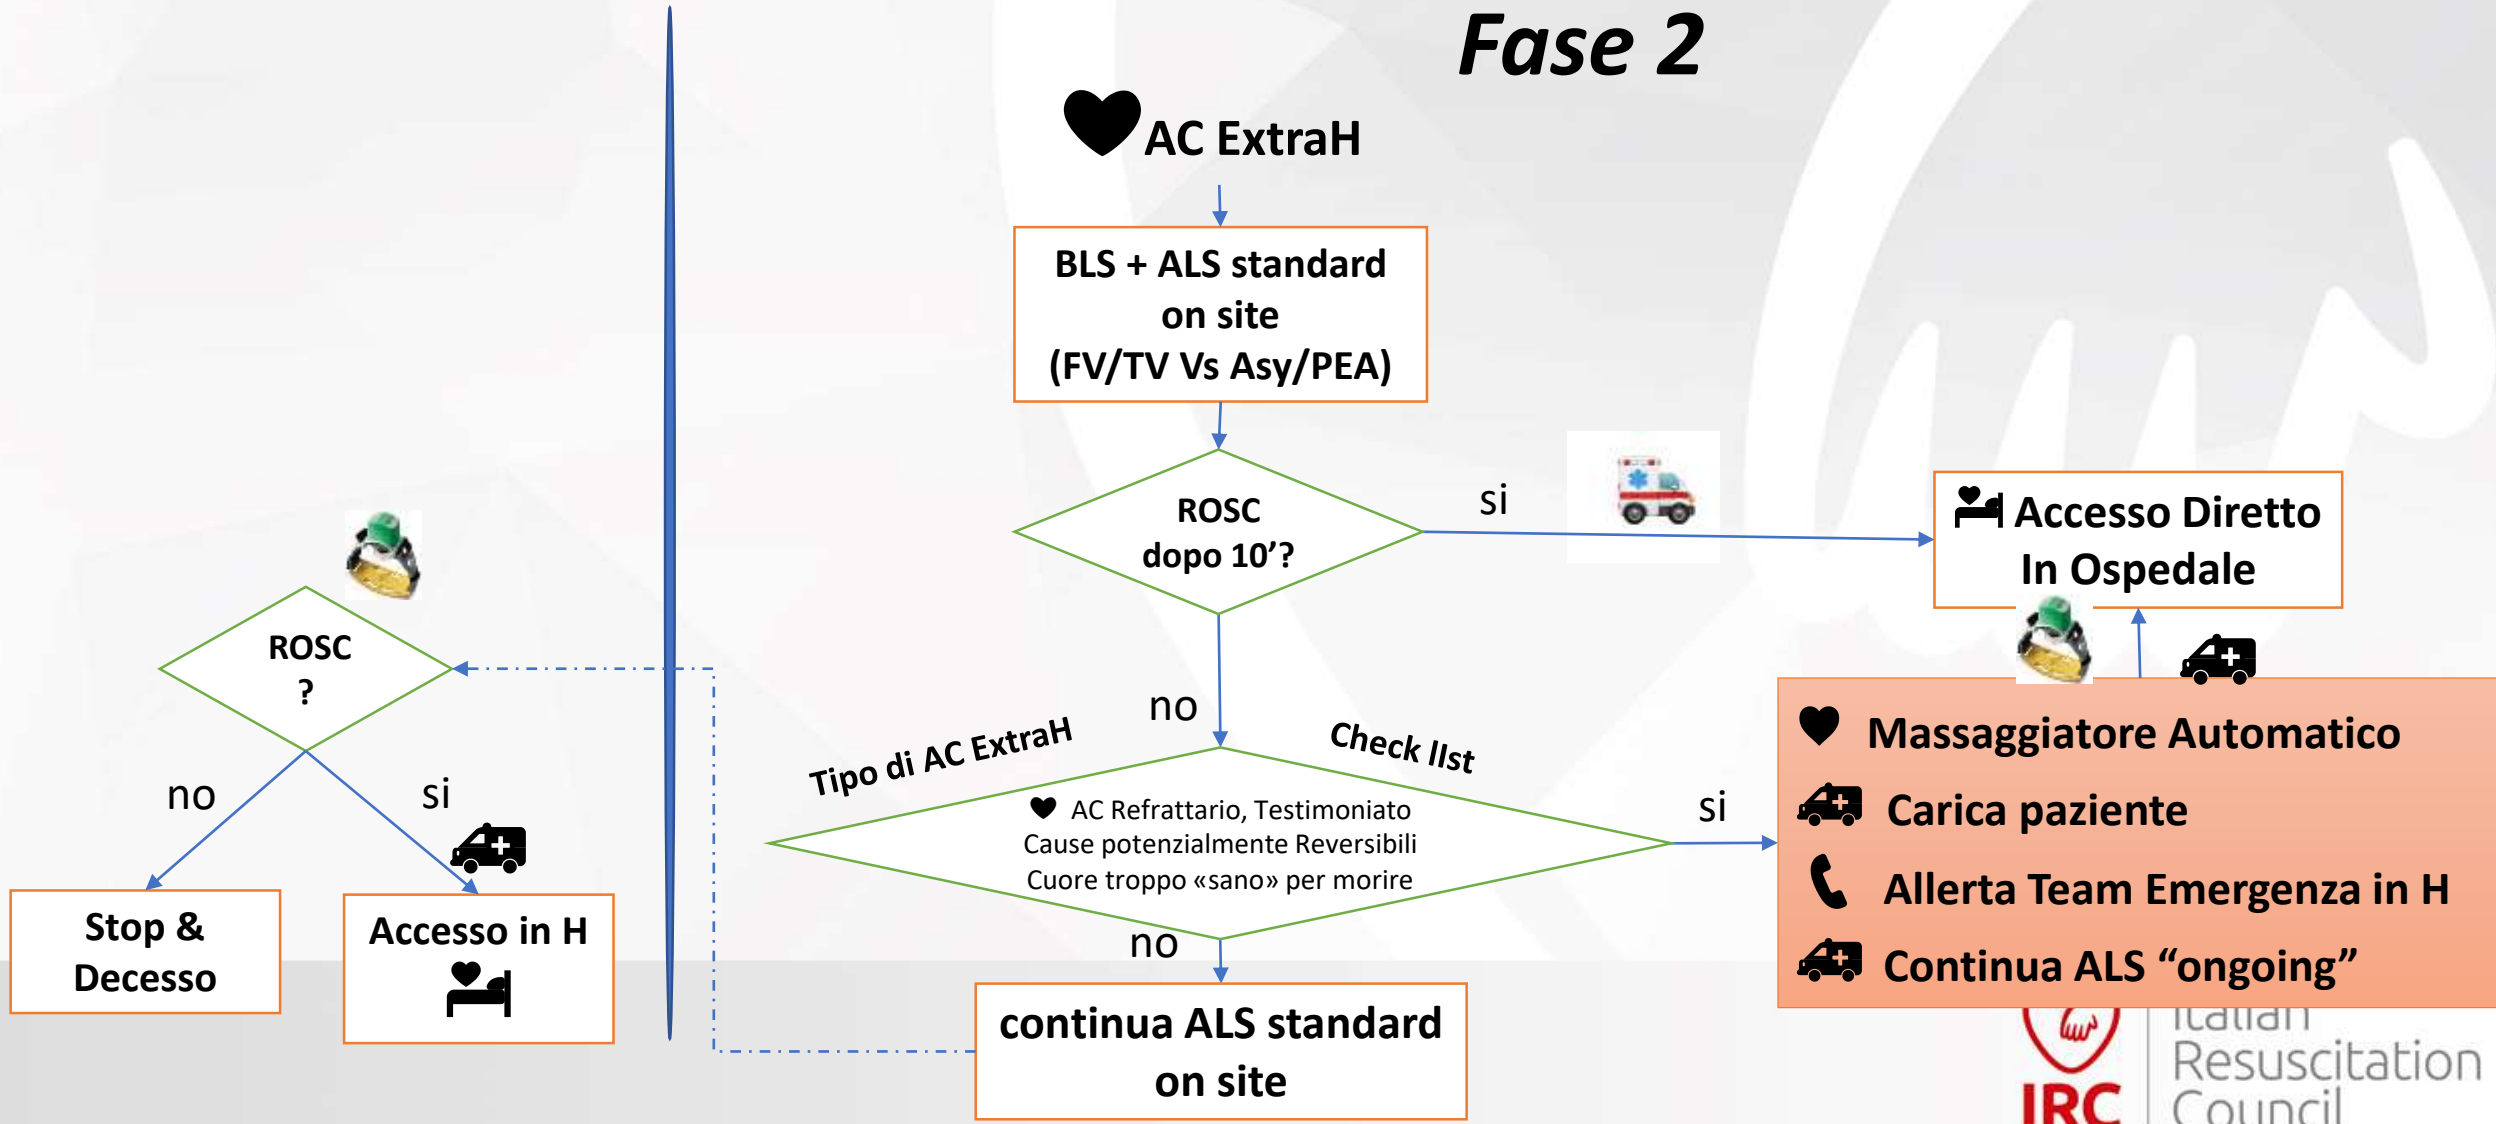 Fase 2
AC ExtraH
BLS + ALS standard
on site
(FV/TV Vs Asy/PEA)
ROSC
dopo 10'?
si
Accesso Diretto
In Ospedale
no
Tipo di AC ExtraH
Check lIst
AC Refrattario, Testimoniato
Cause potenzialmente Reversibili
Cuore troppo «sano» per morire
si
Massaggiatore Automatico
Carica paziente
Allerta Team Emergenza in H
Continua ALS “ongoing”
no
continua ALS standard
on site
ROSC
?
no
si
Stop &
Decesso
Accesso in H
IRC
Italian
Resuscitation
Council